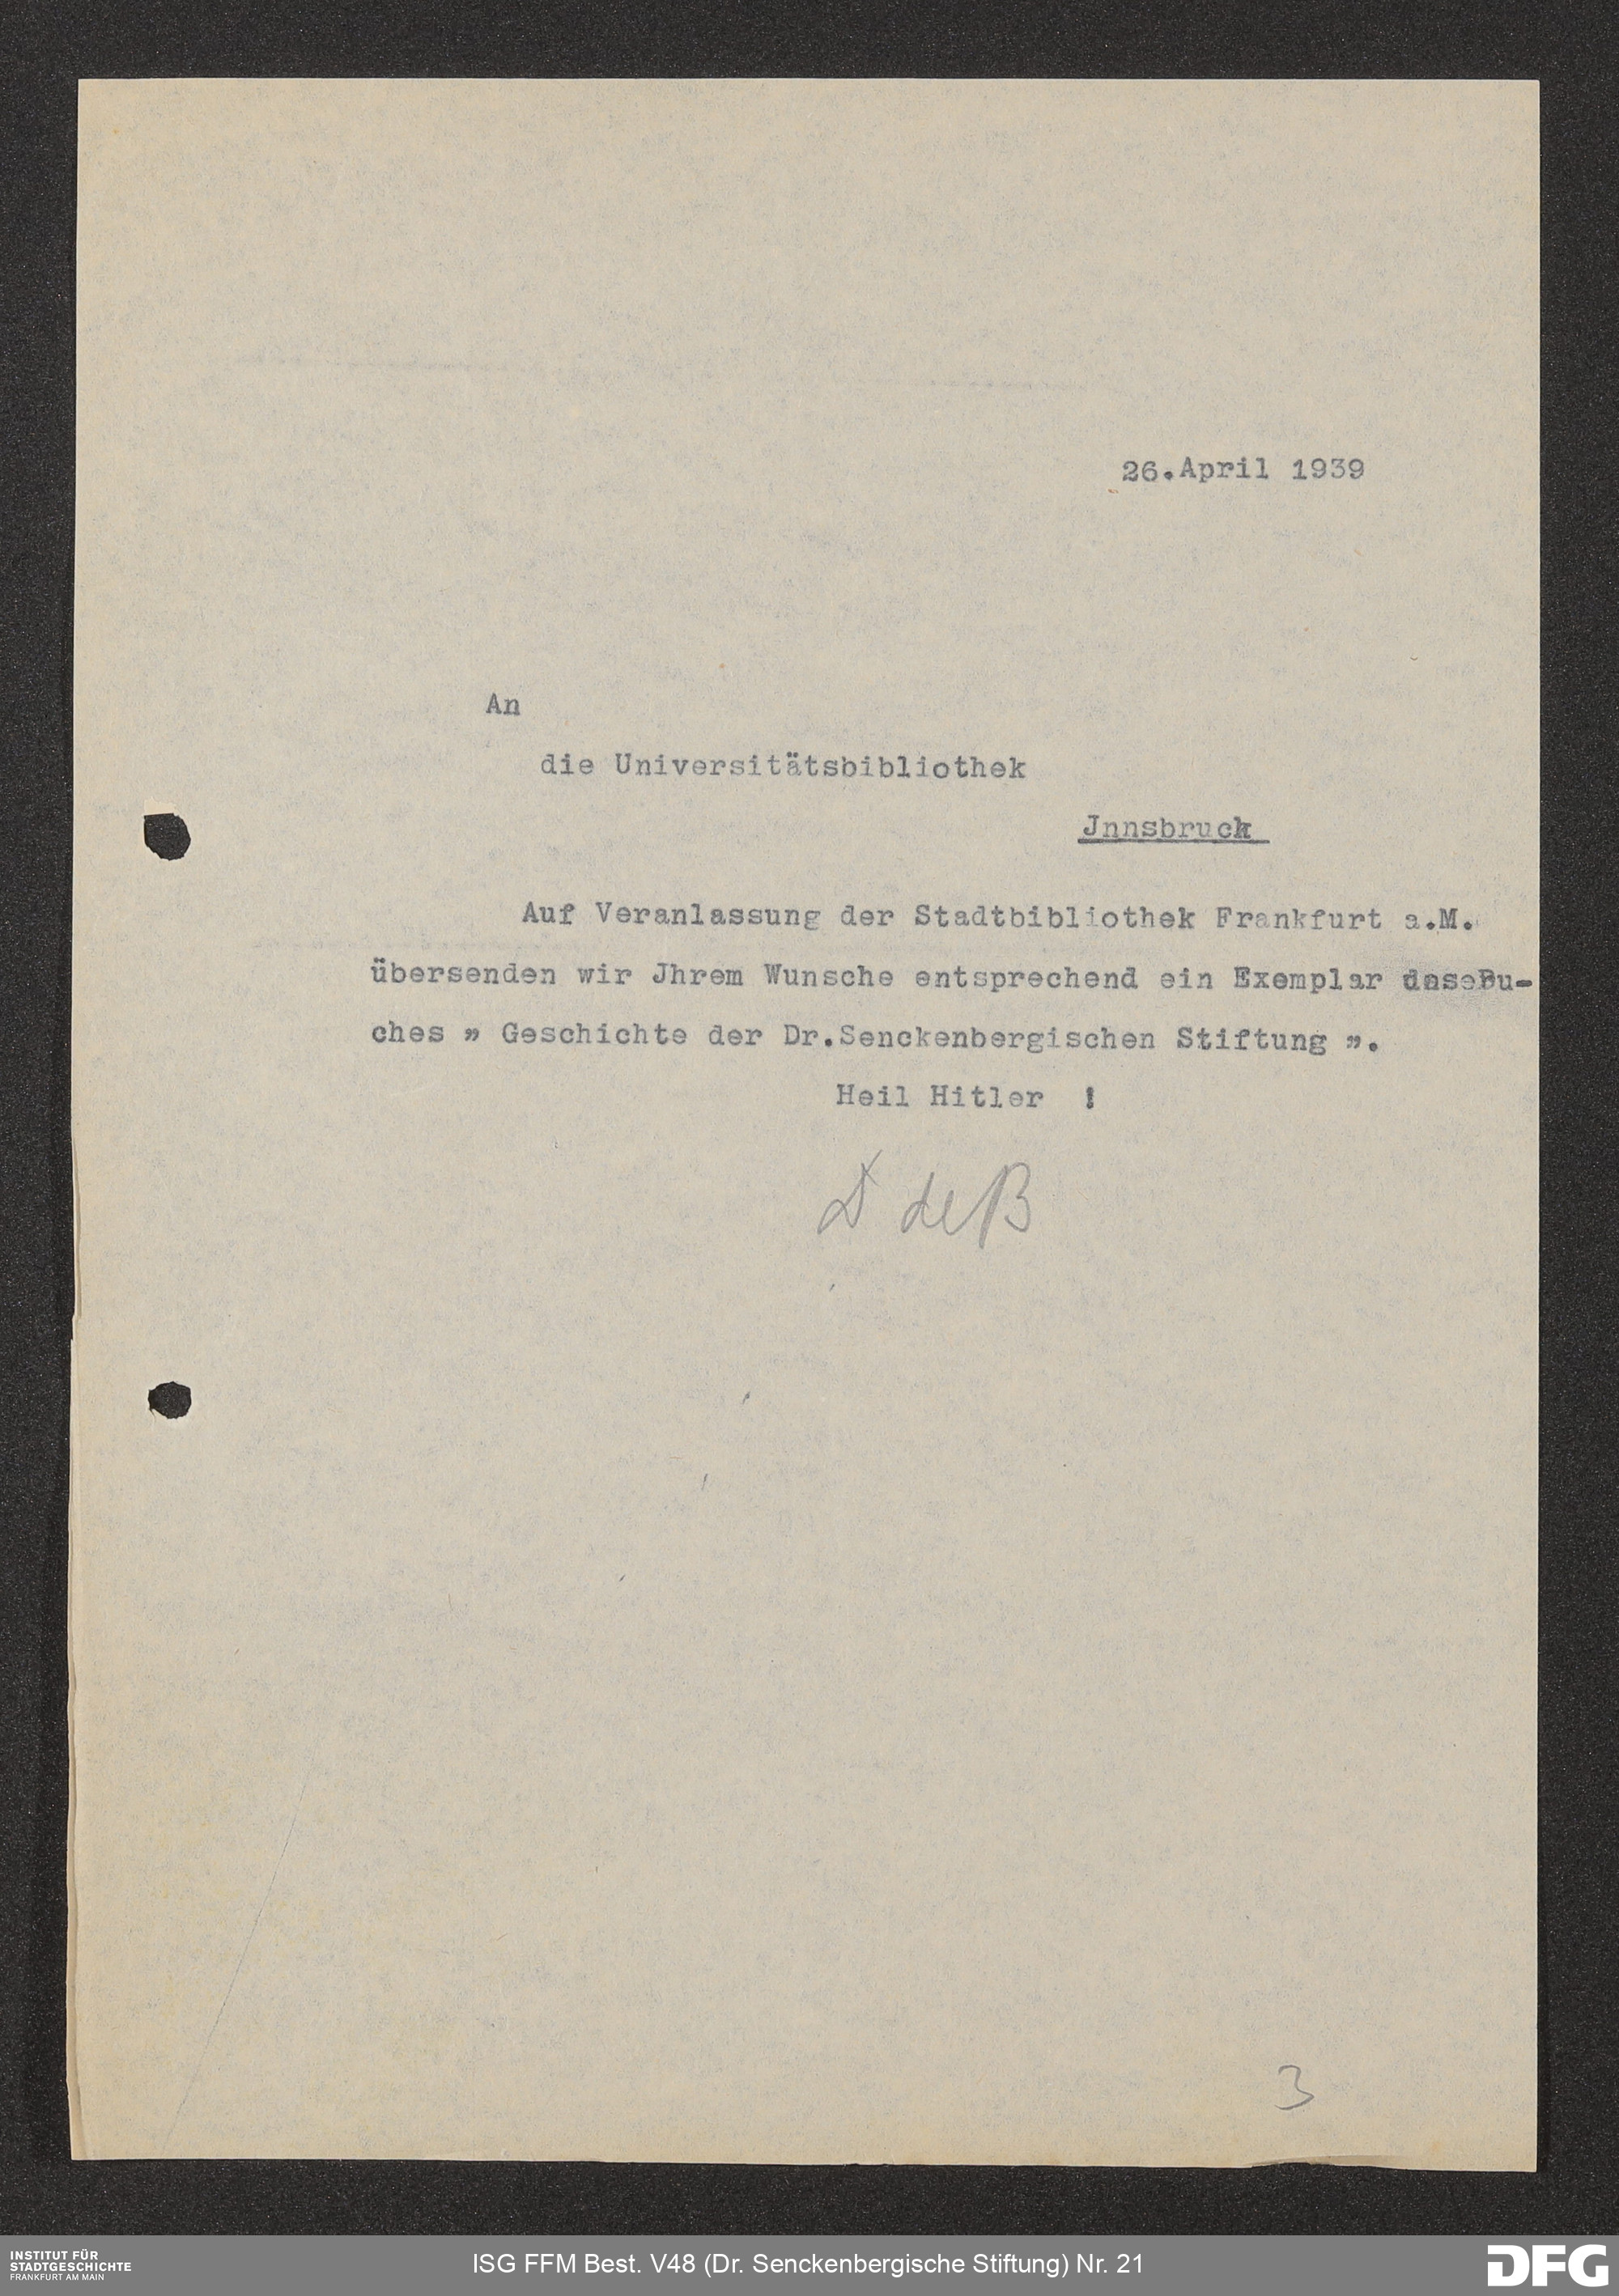 26.April 1939
An
die Universitätsbibliothek
Jnnsbruck
Auf Veranlassung der Stadtbibliothek Frankfurt a.M.
übersenden wir Jhrem Wunsche entsprechend ein Exemplar Bu-
ches " Geschichte der Dr.Senckenbergischen Stiftung ".
Heil Hitler !
D de B
3
INSTITUT FÜR
STADTGESCHICHTE
FRANKFURT AM MAIN
ISG FFM Best. V48 (Dr. Senckenbergische Stiftung) Nr. 21
DFG